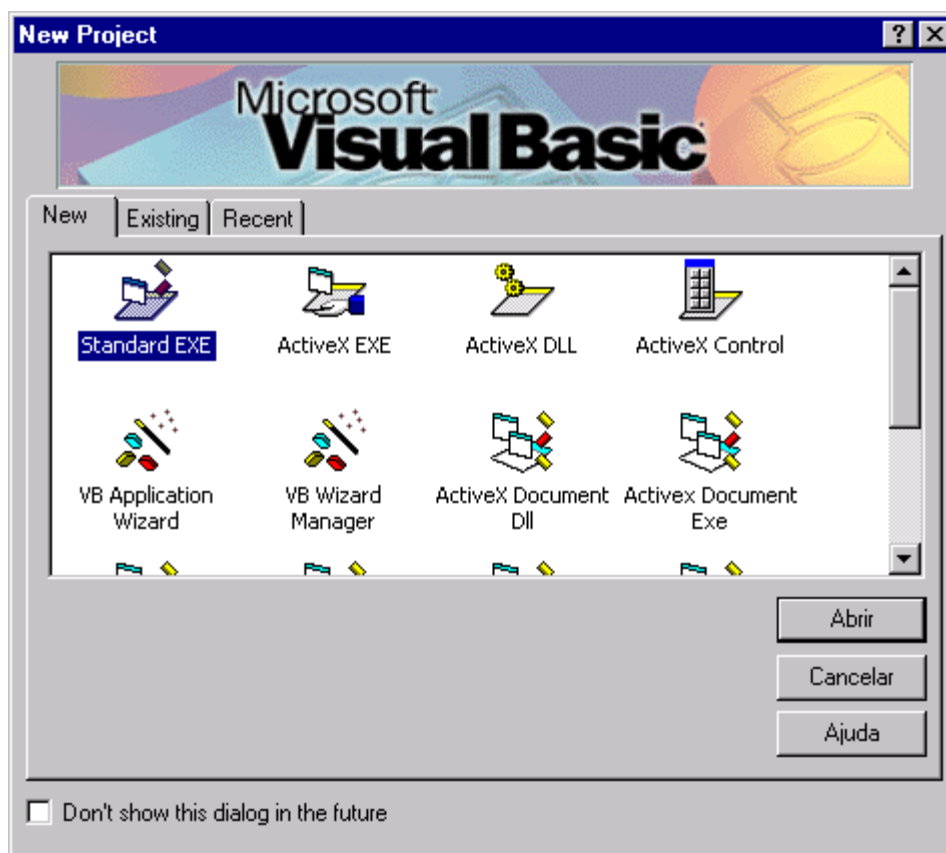 New Project
Microsoft
Visual Basic
New Existing Recent
Standard EXE ActiveX EXE ActiveX DLL ActiveX Control
VB Application Wizard
VB Wizard Manager
ActiveX Document Dll
Activex Document Exe
Abrir
Cancelar
Ajuda
Don't show this dialog in the future